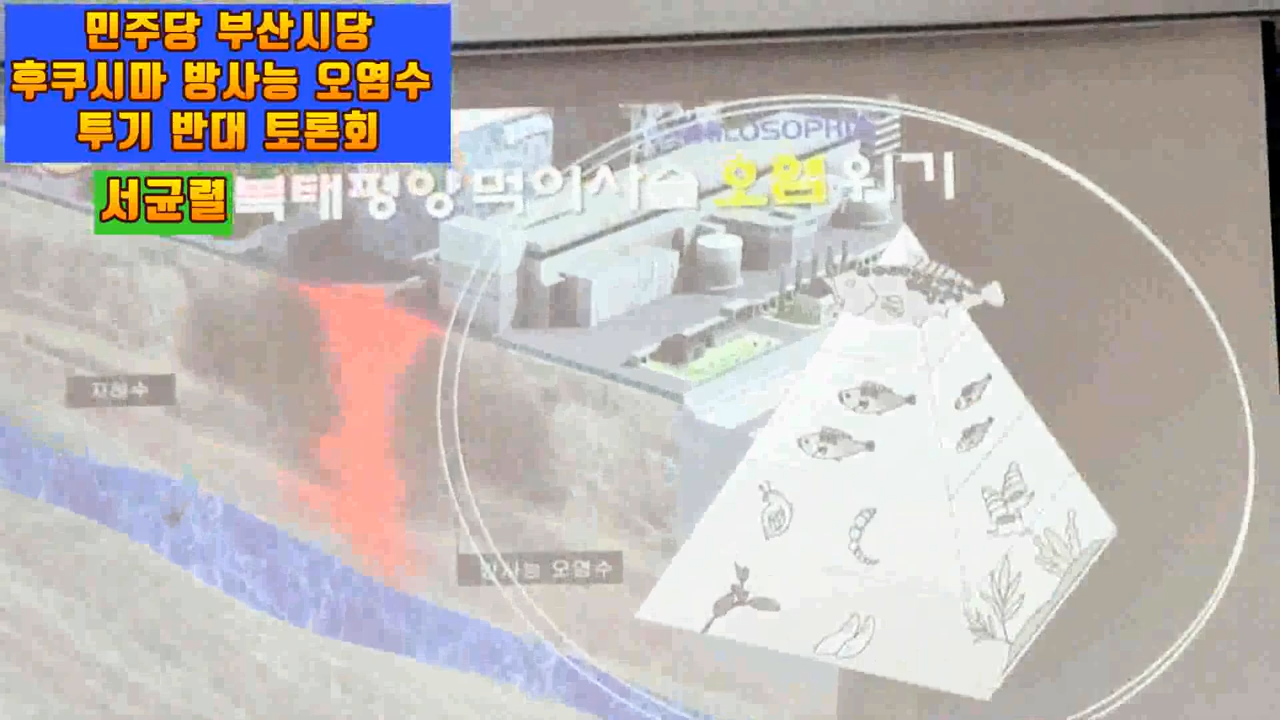 민주당 부산시당
후쿠시마 방사능 오염수
투기 반대 토론회
서균렬
북태평양 먹이사슬 오염 위기
지하수
방사능 오염수